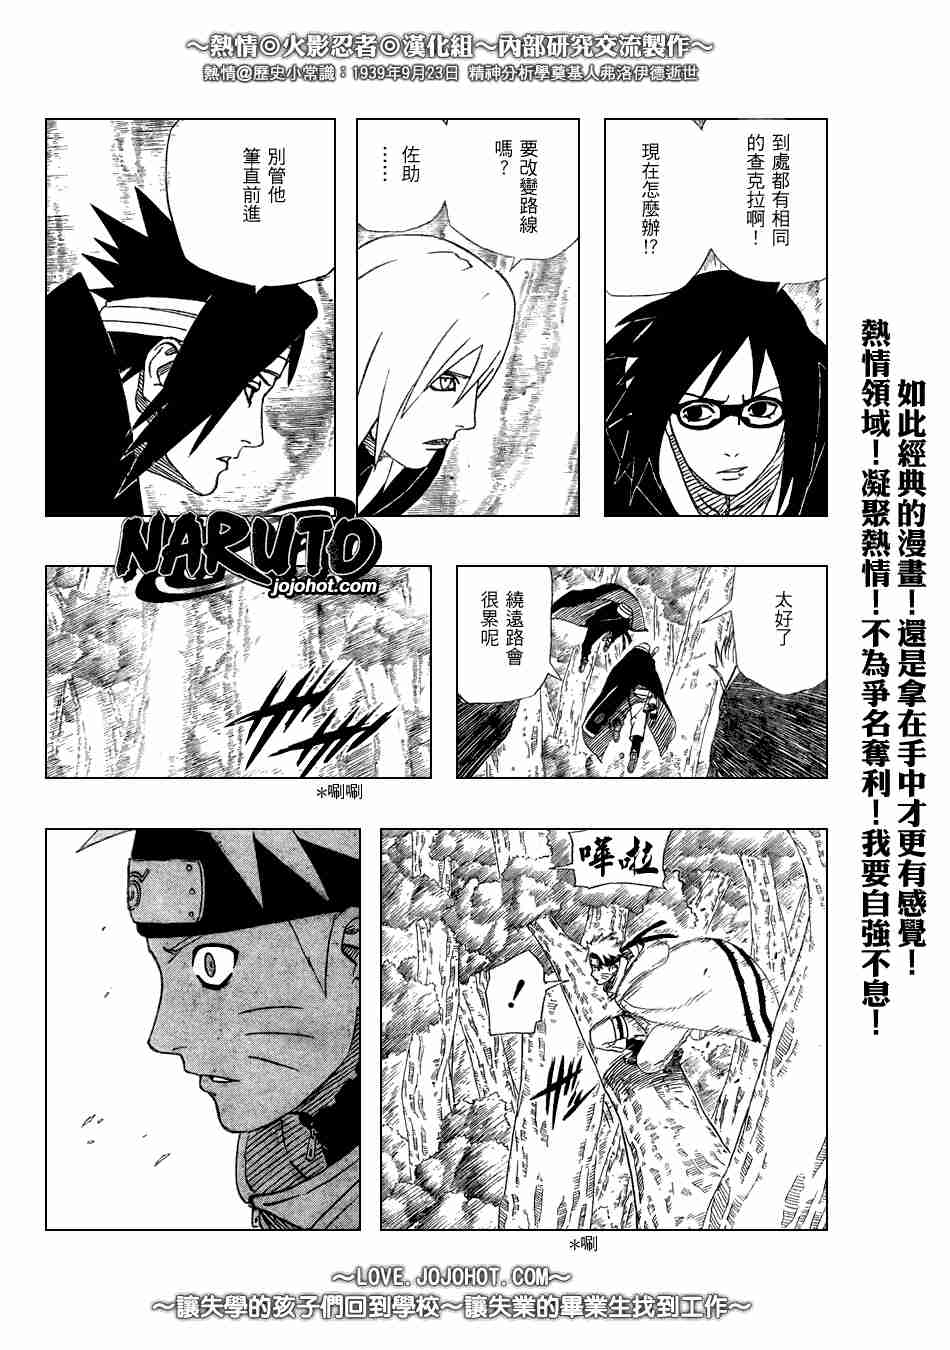 ～熱情◎火影忍者◎漢化組～內部研究交流製作～
熱情@歷史小常識：1939年9月23日 精神分析學奠基人弗洛伊德逝世
到處都有相同
的查克拉啊！
現在怎麼辦!?
要改變路線
嗎？
佐助
……
別管他
筆直前進
太好了
繞遠路會
很累呢
NARUTO
jojohot.com
＊唰唰
嘩啦
！
＊唰
如此經典的漫畫！還是拿在手中才更有感覺！
熱情領域！凝聚熱情！不為爭名奪利！我要自強不息！
～LOVE. JOJOHOT. COM～
～讓失學的孩子們回到學校～讓失業的畢業生找到工作～